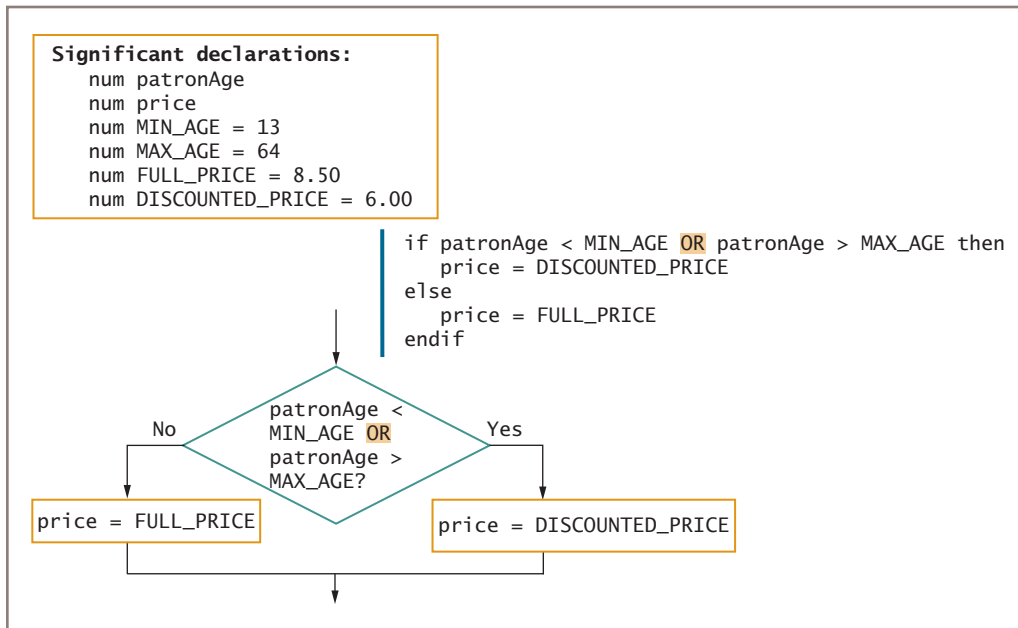 Significant declarations:
num patronAge
num price
num MIN_AGE = 13
num MAX_AGE = 64
num FULL_PRICE = 8.50
num DISCOUNTED_PRICE = 6.00
if patronAge < MIN_AGE OR patronAge > MAX_AGE then
price = DISCOUNTED_PRICE
else
price = FULL_PRICE
endif
patronAge <
MIN_AGE OR
patronAge >
MAX_AGE?
No
Yes
price = FULL_PRICE
price = DISCOUNTED_PRICE